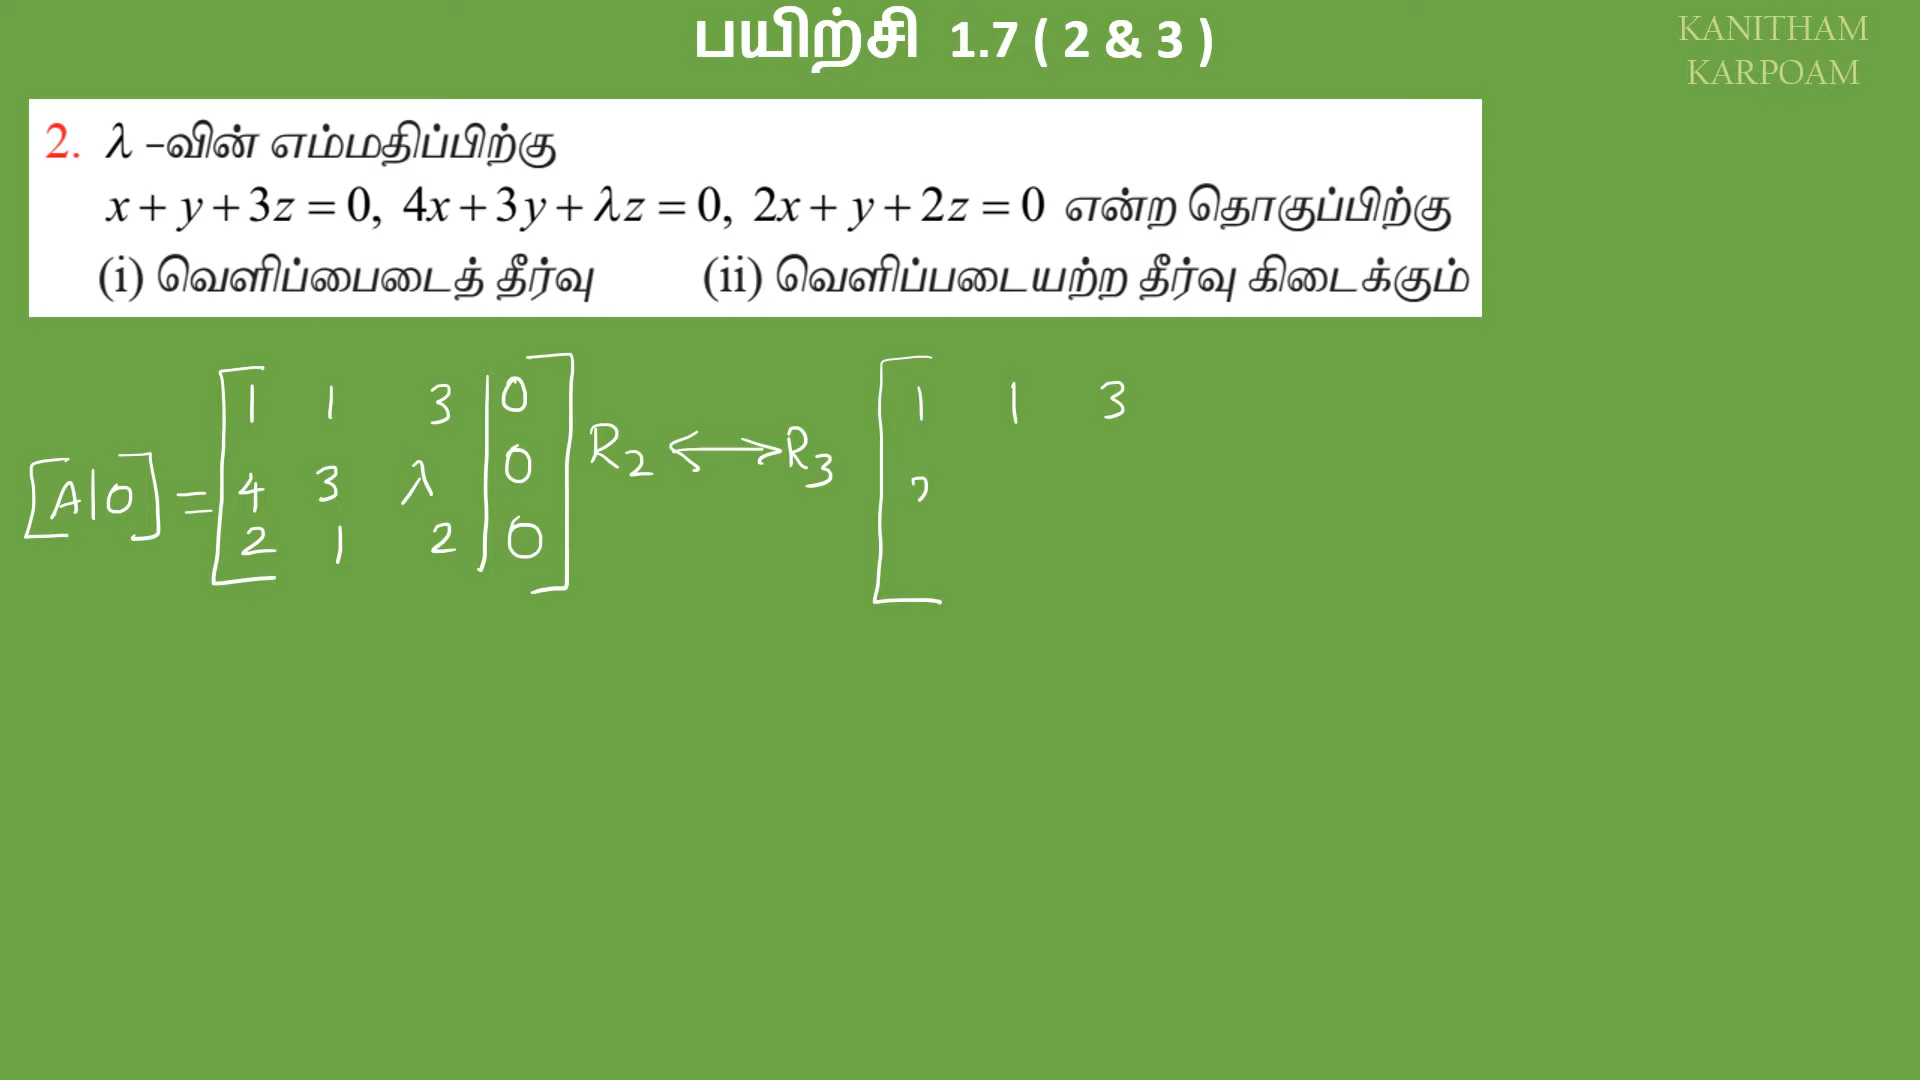 பயிற்சி 1.7 ( 2 & 3 )
KANITHAM
KARPOAM
2. λ -வின் எம்மதிப்பிற்கு
x + y + 3z = 0, 4x + 3y + λz = 0, 2x + y + 2z = 0 என்ற தொகுப்பிற்கு
(i) வெளிப்பைடைத் தீர்வு (ii) வெளிப்படையற்ற தீர்வு கிடைக்கும்
1 1 3 | 0 1 1 3
[A|0] = 4 3 λ | 0 R2 ↔ R3
2 1 2 | 0